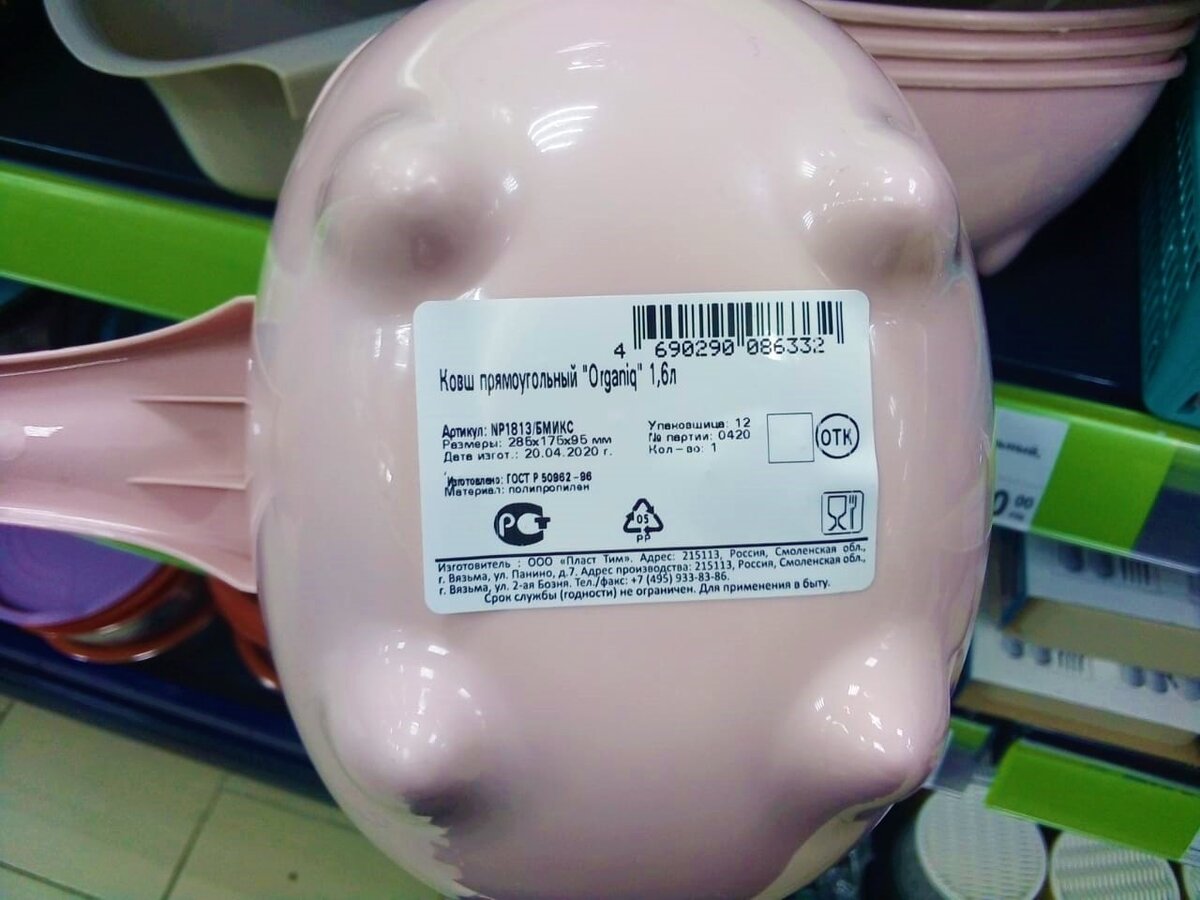 4 690290 086332
Ковш прямоугольный "Organiq" 1,6л
Артикул: NP1813/БМИКС
Размеры: 285x175x95 мм
Дата изгот.: 20.04.2020 г.
Упаковщица: 12
№ партии: 0420
Кол-во: 1
ОТК
Изготовлено: ГОСТ Р 50962-96
Материал: полипропилен
РСТ
05
PP
Изготовитель : ООО «Пласт Тим». Адрес: 215113, Россия, Смоленская обл.,
г. Вязьма, ул. Панино, д.7. Адрес производства: 215113, Россия, Смоленская обл.,
г. Вязьма, ул. 2-ая Бозня. Тел./факс: +7 (495) 933-83-86.
Срок службы (годности) не ограничен. Для применения в быту.